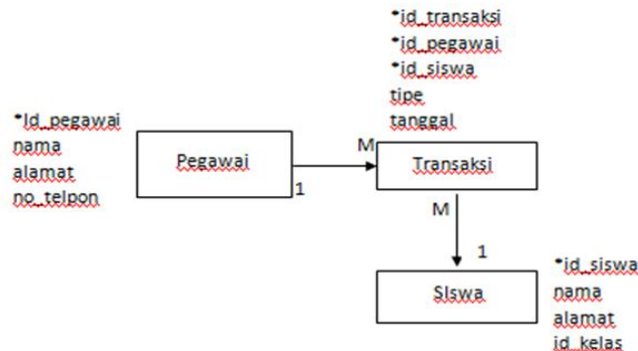 *id_transaksi
*id_pegawai
*id_siswa
tipe
tanggal
*Id_pegawai
nama
alamat
no_telpon
Pegawai
1
M
Transaksi
M
1
SIswa
*id_siswa
nama
alamat
id_kelas